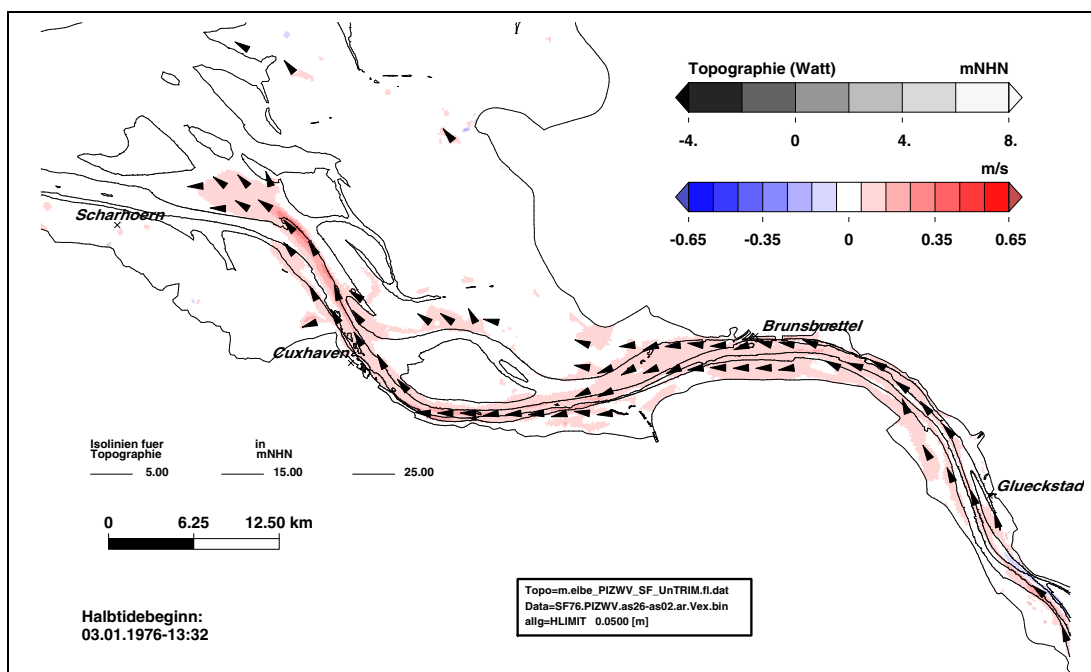 Topographie (Watt) mNHN
-4. 0 4. 8.
m/s
-0.65 -0.35 0 0.35 0.65
Scharhoern
Brunsbuettel
Cuxhaven
Isolinien fuer in
Topographie mNHN
5.00 15.00 25.00
Glueckstad
0 6.25 12.50 km
Topo=m.elbe_PIZWV_SF_UnTRIM.fl.dat
Data=SF76.PIZWV.as26-as02.ar.Vex.bin
allg=HLIMIT 0.0500 [m]
Halbtidebeginn:
03.01.1976-13:32